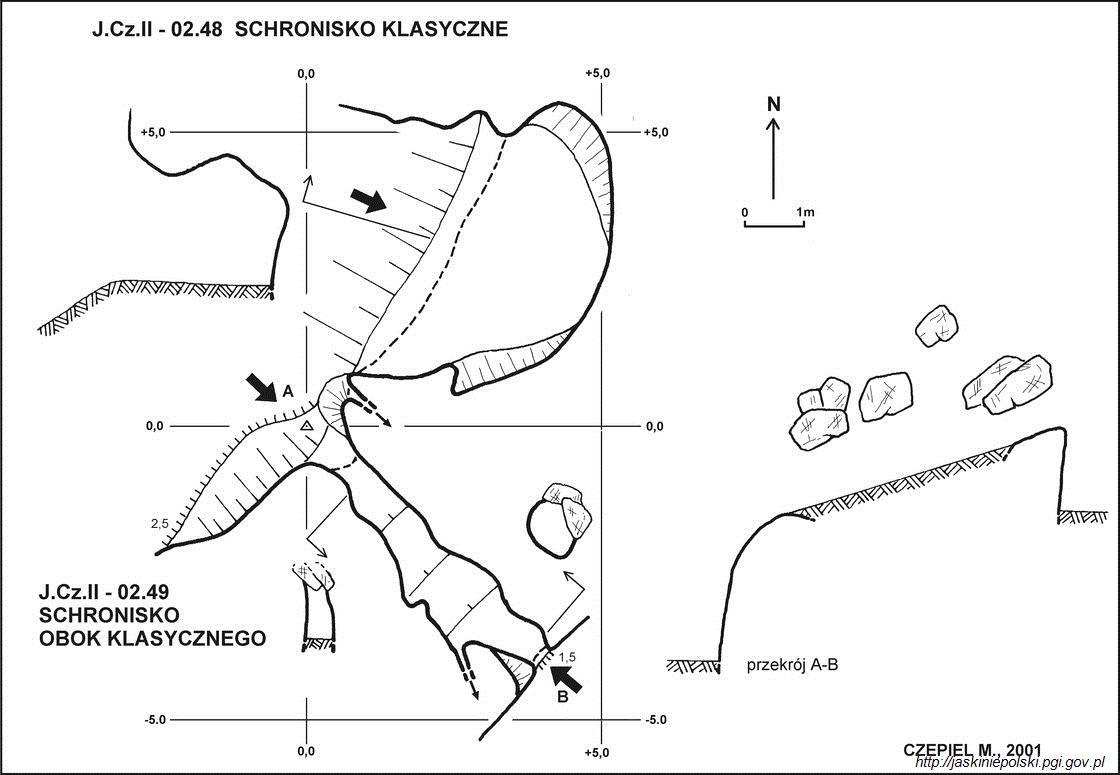 J.Cz.II - 02.48 SCHRONISKO KLASYCZNE
0,0
+5,0
+5,0
+5,0
N
0 1m
A
0,0
0,0
2,5
J.Cz.II - 02.49
SCHRONISKO
OBOK KLASYCZNEGO
1,5
B
przekrój A-B
-5.0
-5.0
0,0
+5,0
CZEPIEL M., 2001
http://jaskiniepolski.pgi.gov.pl